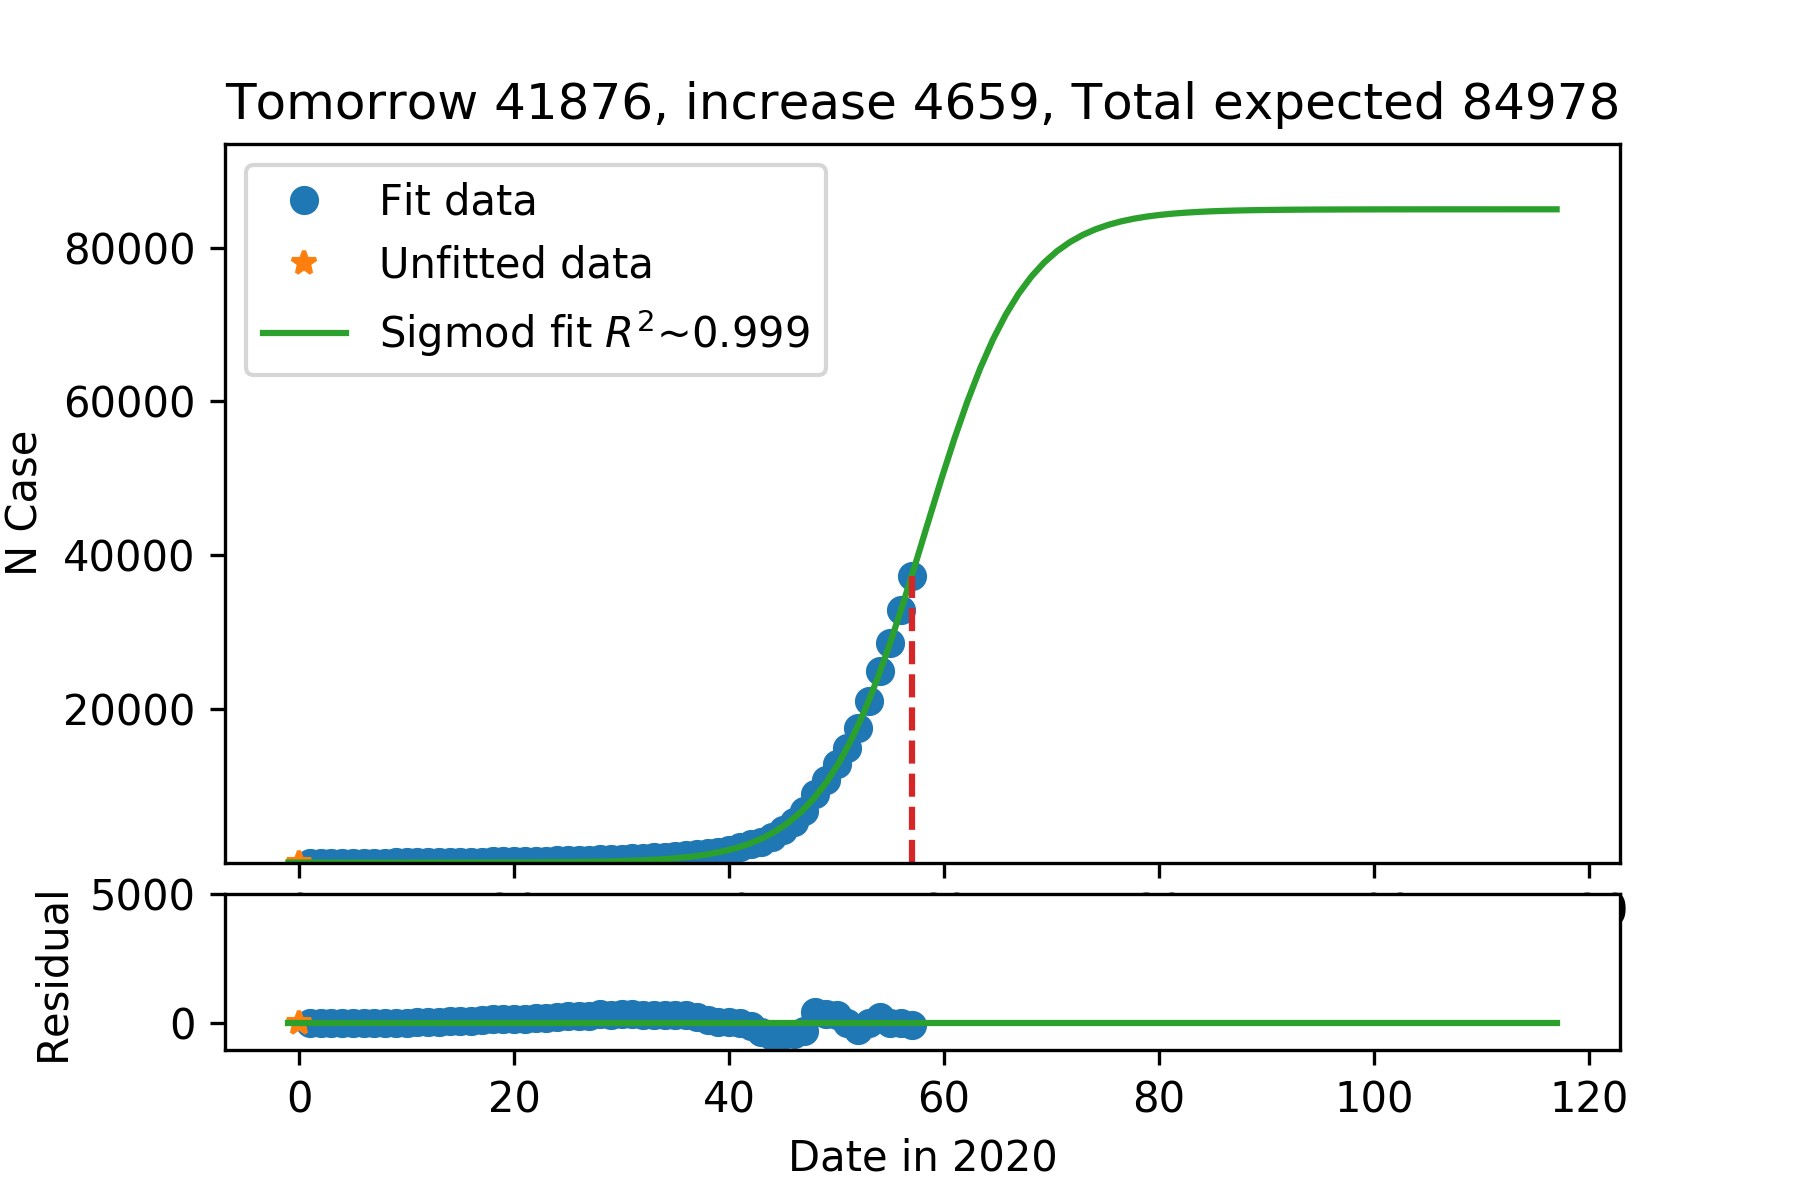 Tomorrow 41876, increase 4659, Total expected 84978
Fit data
Unfitted data
Sigmod fit R²~0.999
80000
60000
40000
20000
N Case
5000
0
Residual
0 20 40 60 80 100 120
Date in 2020